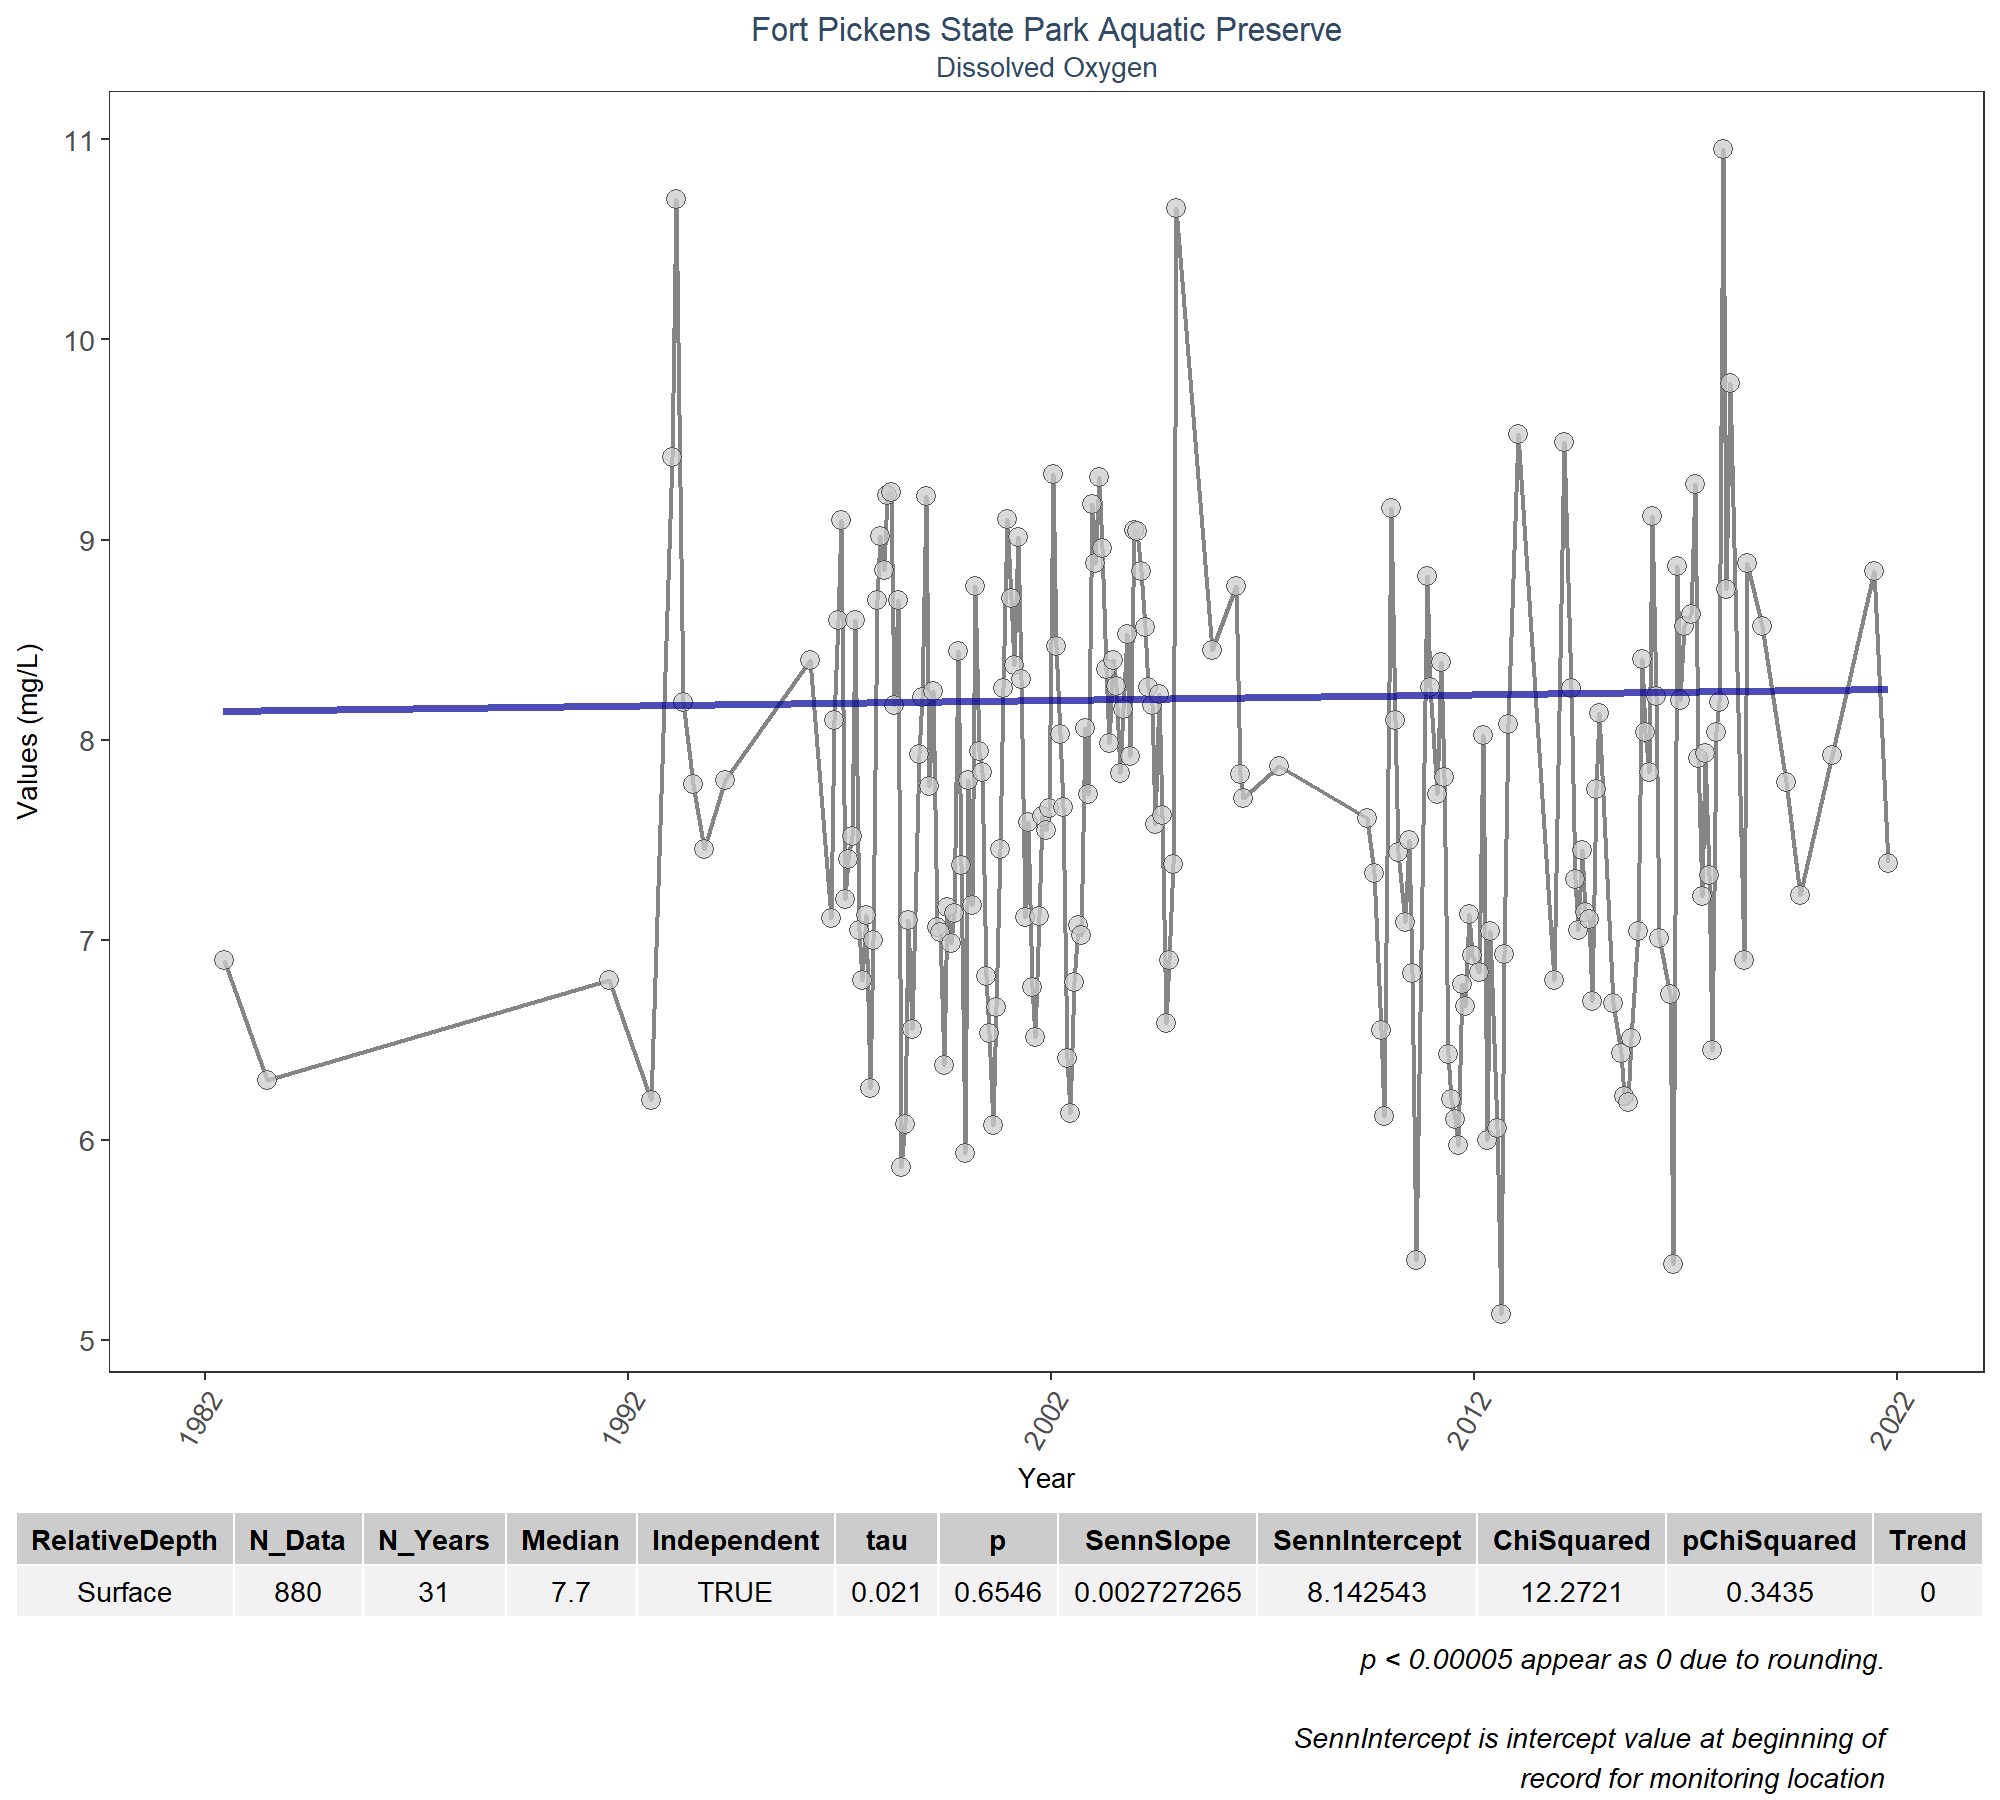 Fort Pickens State Park Aquatic Preserve
Dissolved Oxygen
11
10
9
8
7
6
5
Values (mg/L)
1982 1992 2002 2012 2022
Year
RelativeDepth N_Data N_Years Median Independent tau p SennSlope SennIntercept ChiSquared pChiSquared Trend
Surface 880 31 7.7 TRUE 0.021 0.6546 0.002727265 8.142543 12.2721 0.3435 0
p < 0.00005 appear as 0 due to rounding.
SennIntercept is intercept value at beginning of
record for monitoring location